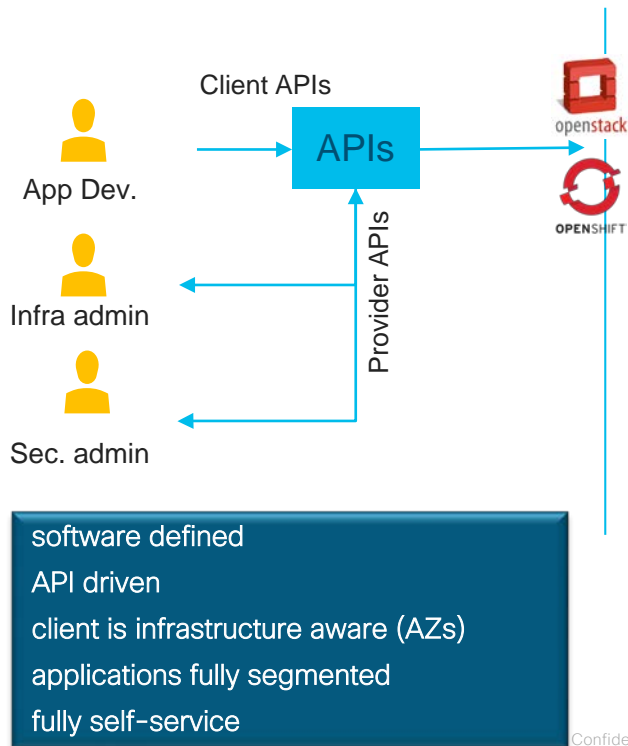 Client APIs
openstack
APIs
App Dev.
OPENSHIFT
Provider APIs
Infra admin
Sec. admin
software defined
API driven
client is infrastructure aware (AZs)
applications fully segmented
fully self-service